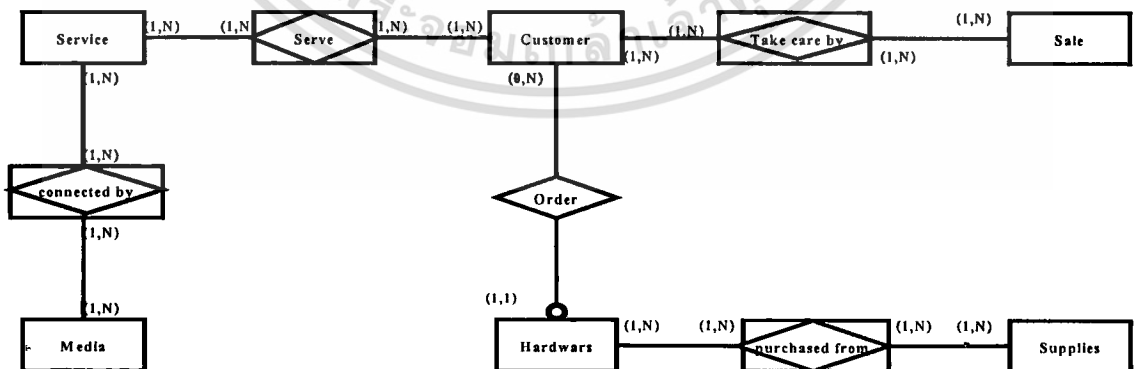 (1,N) (1,N) (1,N) (1,N) (1,N) (1,N)
Service Serve Customer Take care by Sale
(1,N) (1,N)
(1,N) (0,N)
(1,N)
connected by
Order
(1,N)
(1,N) (1,1)
(1,N) (1,N) (1,N) (1,N)
Media Hardwars purchased from Supplies